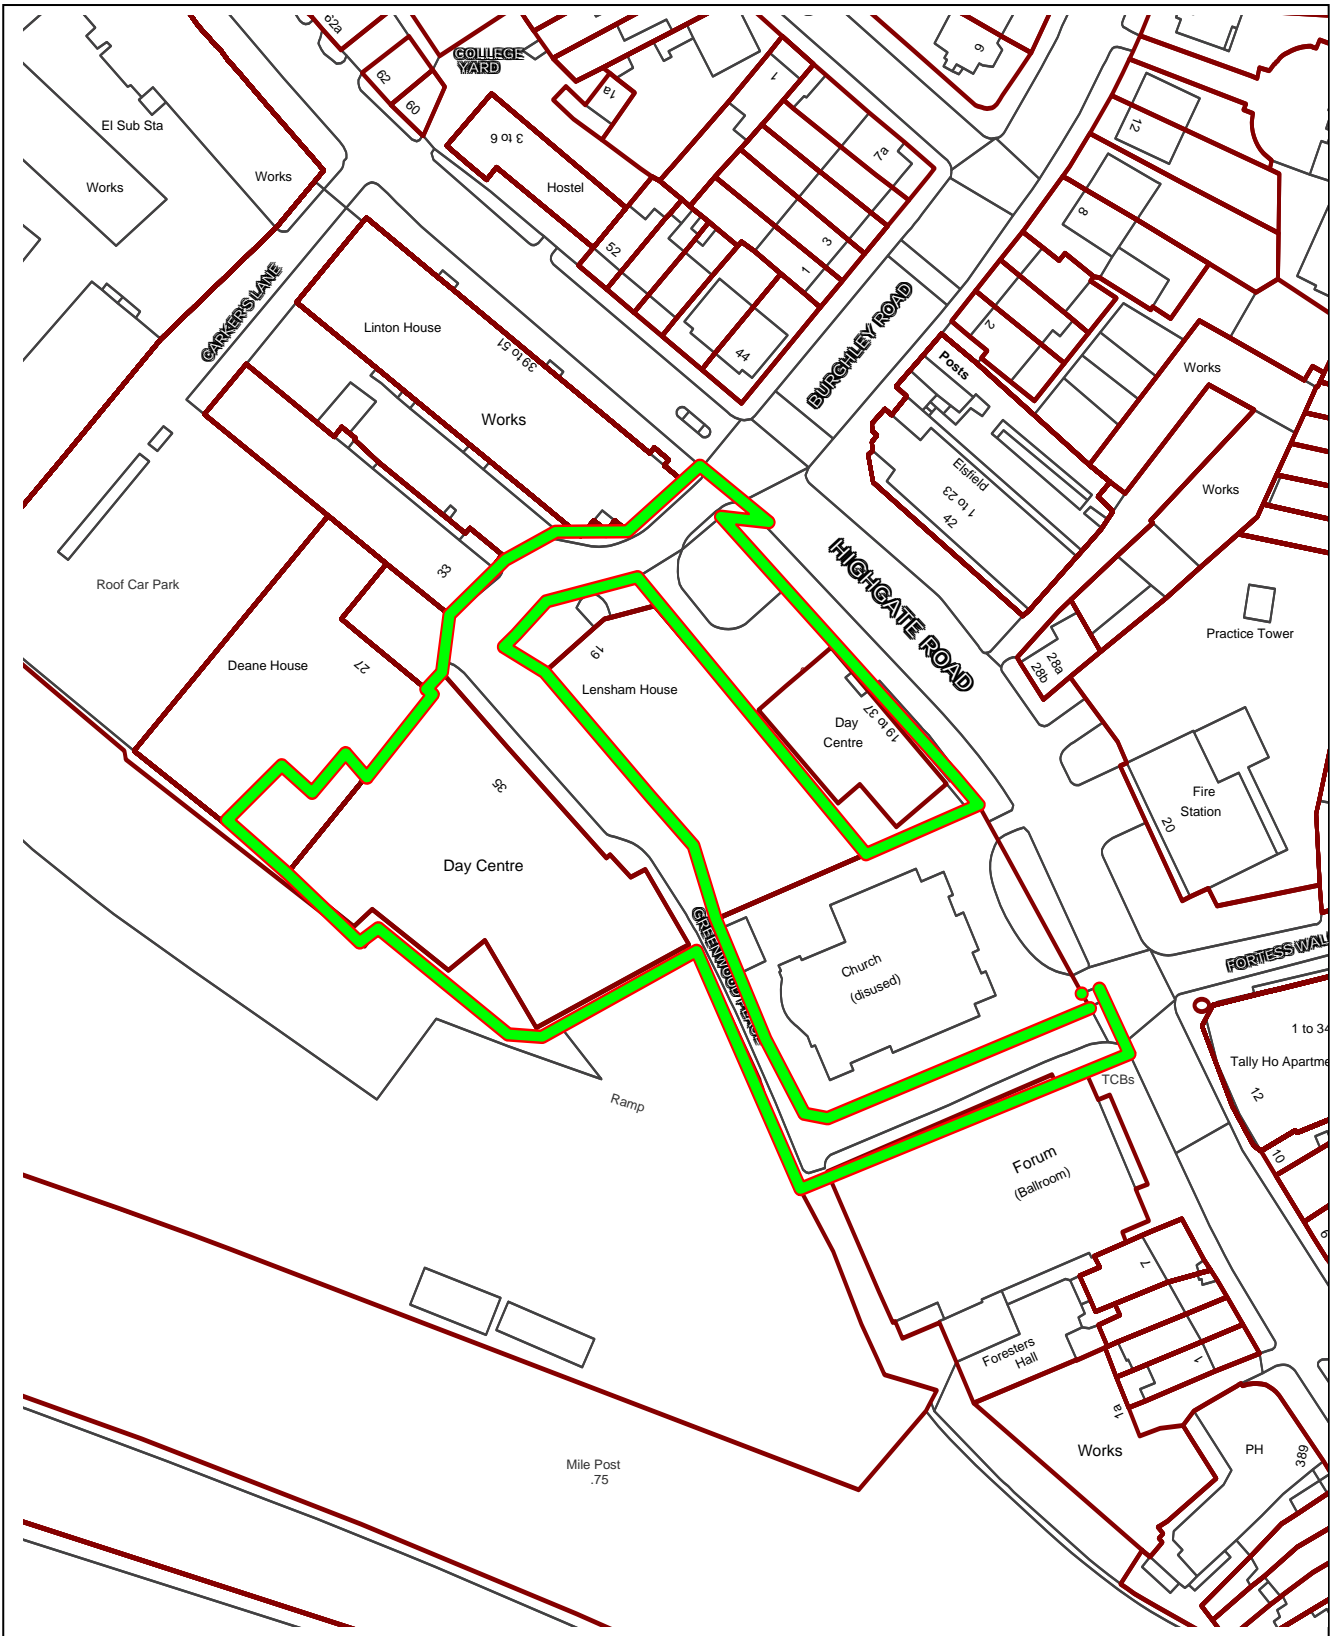 62a
COLLEGE
YARD
9
62
60
1a
1
El Sub Sta
3 to 6
12
7a
Works
Works
Hostel
8
52
3
1
CARKER'S LANE
Linton House
39 to 51
44
BURGHLEY ROAD
2
Posts
Works
Works
Elsfield
1 to 23
42
Works
33
Roof Car Park
HIGHGATE ROAD
Practice Tower
Deane House
27
19
Lensham House
28a
28b
19 to 37
Day
Centre
35
Fire
Station
20
Day Centre
GREENWOOD PLACE
Church
(disused)
FORTESS WAL
1 to 34
Tally Ho Apartme
TCBs
12
Ramp
10
Forum
(Ballroom)
6
7
Foresters
Hall
1
1a
Works
PH
389
Mile Post
.75